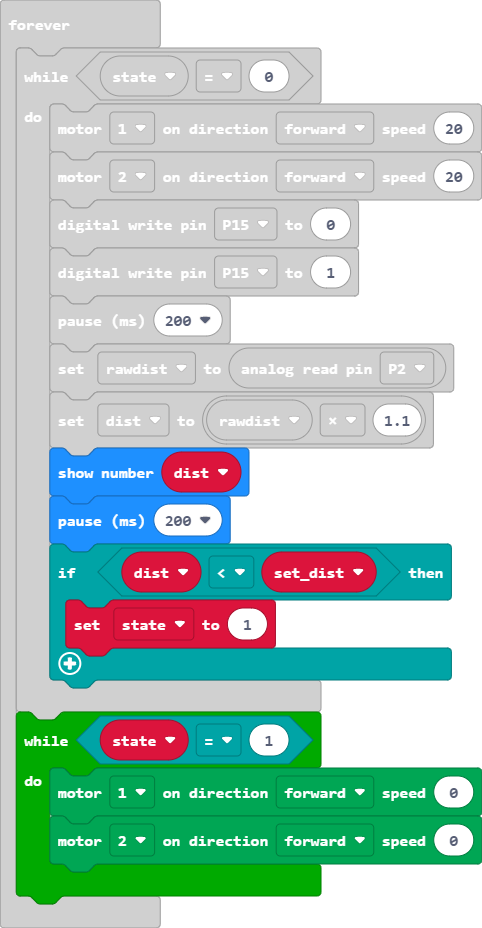 forever
while state = 0
do
motor 1 on direction forward speed 20
motor 2 on direction forward speed 20
digital write pin P15 to 0
digital write pin P15 to 1
pause (ms) 200
set rawdist to analog read pin P2
set dist to rawdist × 1.1
show number dist
pause (ms) 200
if dist < set_dist then
set state to 1
while state = 1
do
motor 1 on direction forward speed 0
motor 2 on direction forward speed 0